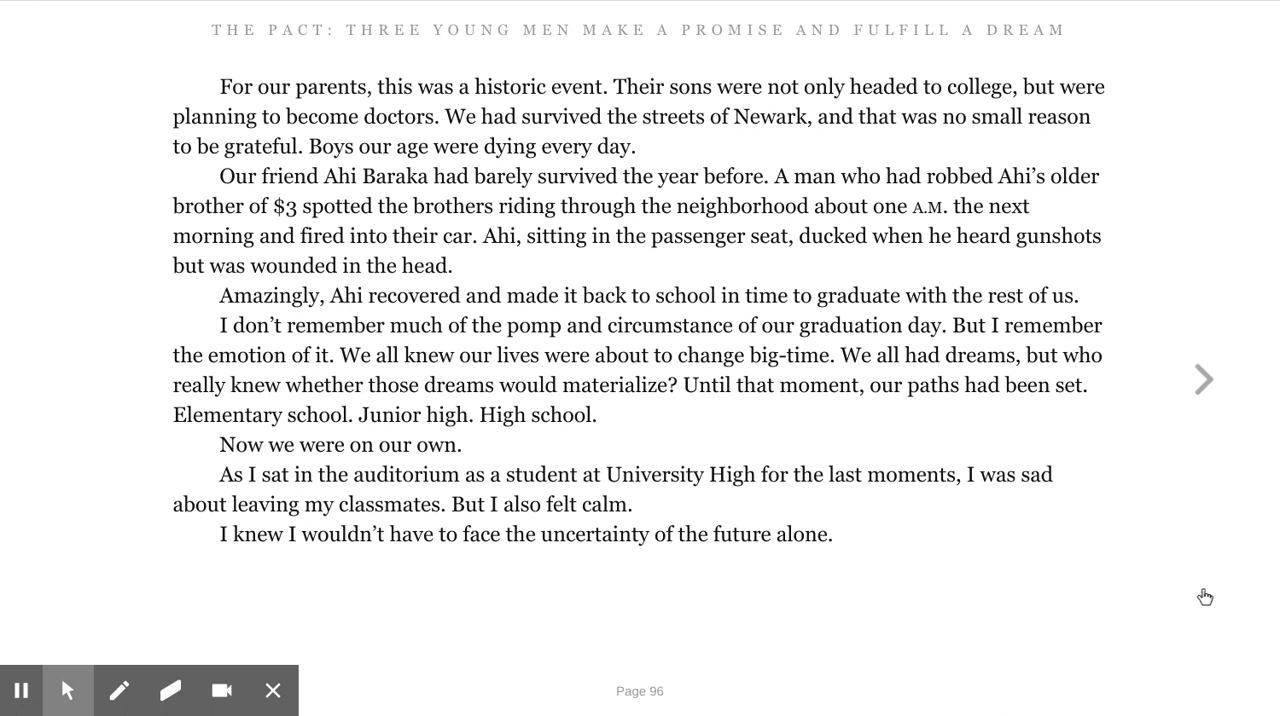 THE PACT: THREE YOUNG MEN MAKE A PROMISE AND FULFILL A DREAM
For our parents, this was a historic event. Their sons were not only headed to college, but were
planning to become doctors. We had survived the streets of Newark, and that was no small reason
to be grateful. Boys our age were dying every day.
Our friend Ahi Baraka had barely survived the year before. A man who had robbed Ahi’s older
brother of $3 spotted the brothers riding through the neighborhood about one A.M. the next
morning and fired into their car. Ahi, sitting in the passenger seat, ducked when he heard gunshots
but was wounded in the head.
Amazingly, Ahi recovered and made it back to school in time to graduate with the rest of us.
I don’t remember much of the pomp and circumstance of our graduation day. But I remember
the emotion of it. We all knew our lives were about to change big-time. We all had dreams, but who
really knew whether those dreams would materialize? Until that moment, our paths had been set.
Elementary school. Junior high. High school.
Now we were on our own.
As I sat in the auditorium as a student at University High for the last moments, I was sad
about leaving my classmates. But I also felt calm.
I knew I wouldn’t have to face the uncertainty of the future alone.
Page 96